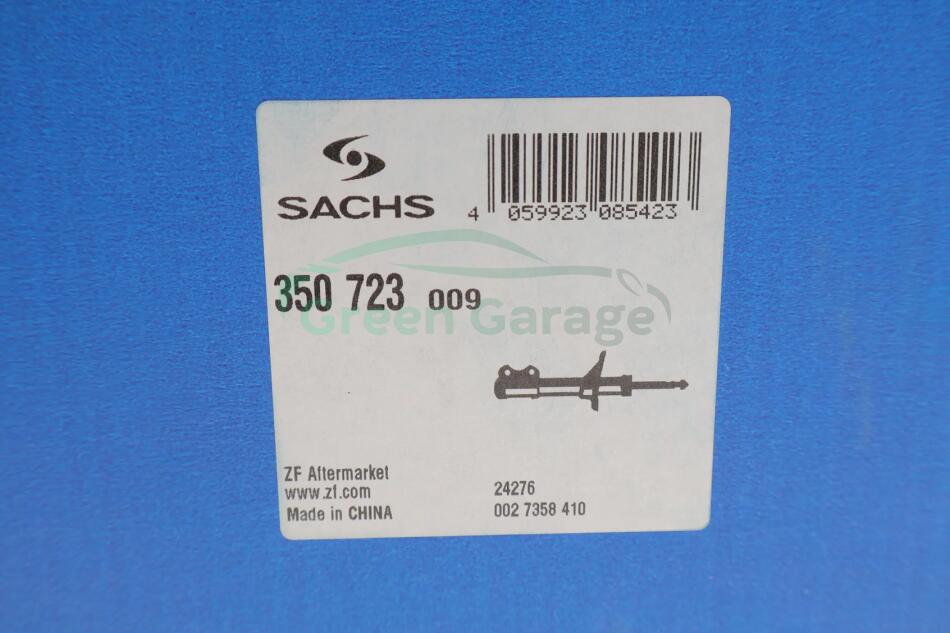 SACHS
4 059923 085423
350 723 009
Green Garage
ZF Aftermarket
www.zf.com
Made in CHINA
24276
002 7358 410